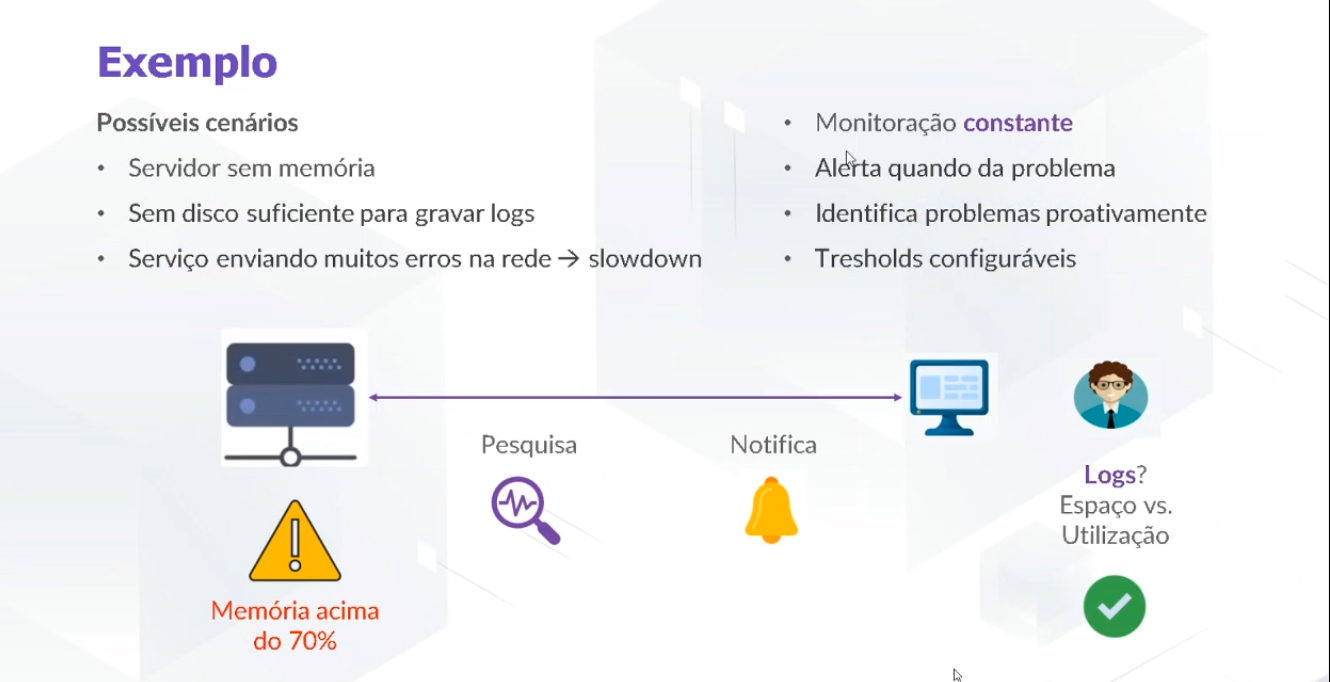 Exemplo
Possíveis cenários
• Servidor sem memória
• Sem disco suficiente para gravar logs
• Serviço enviando muitos erros na rede → slowdown
• Monitoração constante
• Alerta quando da problema
• Identifica problemas proativamente
• Tresholds configuráveis
Pesquisa
Notifica
Memória acima
do 70%
Logs?
Espaço vs.
Utilização